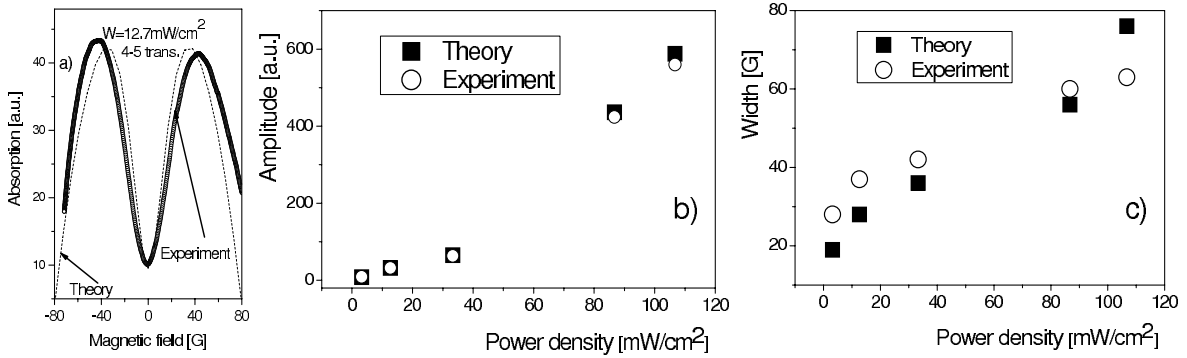 W=12.7mW/cm²
4-5 trans.
a)
Absorption [a.u.]
40
30
20
10
Experiment
Theory
-80 -40 0 40 80
Magnetic field [G]
Theory
Experiment
Amplitude [a.u.]
600
400
200
0
b)
0 20 40 60 80 100 120
Power density [mW/cm²]
Theory
Experiment
Width [G]
80
60
40
20
c)
0 20 40 60 80 100 120
Power density [mW/cm²]